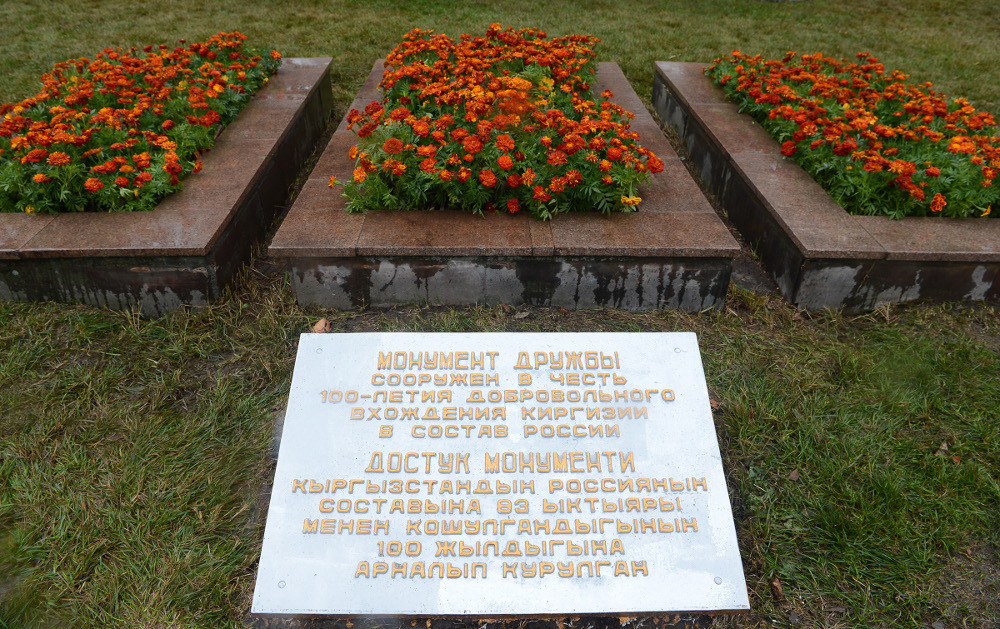 МОНУМЕНТ ДРУЖБЫ
СООРУЖЕН В ЧЕСТЬ
100-ЛЕТИЯ ДОБРОВОЛЬНОГО
ВХОЖДЕНИЯ КИРГИЗИИ
В СОСТАВ РОССИИ
ДОСТУК МОНУМЕНТИ
КЫРГЫЗСТАНДЫН РОССИЯНЫН
СОСТАВЫНА ӨЗ ЫКТЫЯРЫ
МЕНЕН КОШУЛГАНДЫГЫНЫН
100 ЖЫЛДЫГЫНА
АРНАЛЫП КУРУЛГАН